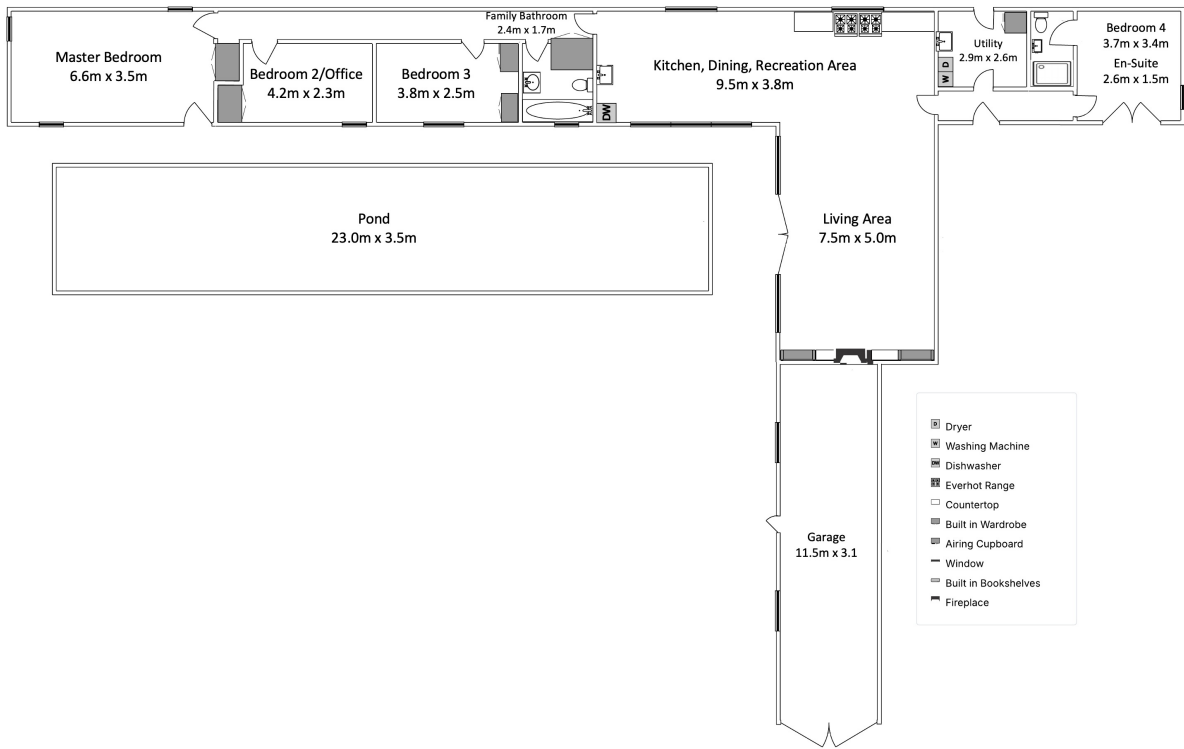 Family Bathroom
2.4m x 1.7m
Master Bedroom
6.6m x 3.5m
Bedroom 2/Office
4.2m x 2.3m
Bedroom 3
3.8m x 2.5m
DW
Kitchen, Dining, Recreation Area
9.5m x 3.8m
Utility
2.9m x 2.6m
D
W
Bedroom 4
3.7m x 3.4m
En-Suite
2.6m x 1.5m
Pond
23.0m x 3.5m
Living Area
7.5m x 5.0m
Garage
11.5m x 3.1
D Dryer
W Washing Machine
DW Dishwasher
Everhot Range
Countertop
Built in Wardrobe
Airing Cupboard
Window
Built in Bookshelves
Fireplace